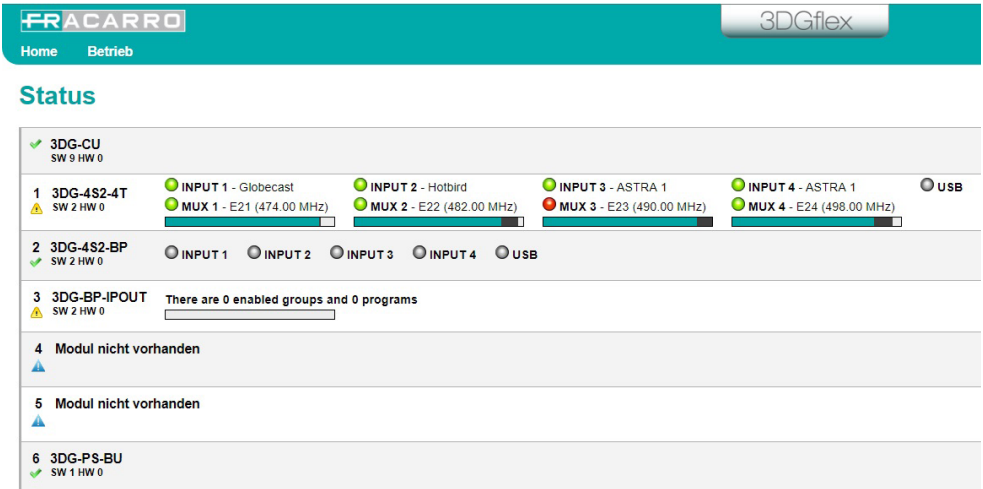 FRACARRO
3DGflex
Home Betrieb
Status
3DG-CU
SW 9 HW 0
1 3DG-4S2-4T
SW 2 HW 0
INPUT 1 - Globecast INPUT 2 - Hotbird INPUT 3 - ASTRA 1 INPUT 4 - ASTRA 1 USB
MUX 1 - E21 (474.00 MHz) MUX 2 - E22 (482.00 MHz) MUX 3 - E23 (490.00 MHz) MUX 4 - E24 (498.00 MHz)
2 3DG-4S2-BP
SW 2 HW 0
INPUT 1 INPUT 2 INPUT 3 INPUT 4 USB
3 3DG-BP-IPOUT
SW 2 HW 0
There are 0 enabled groups and 0 programs
4 Modul nicht vorhanden
5 Modul nicht vorhanden
6 3DG-PS-BU
SW 1 HW 0